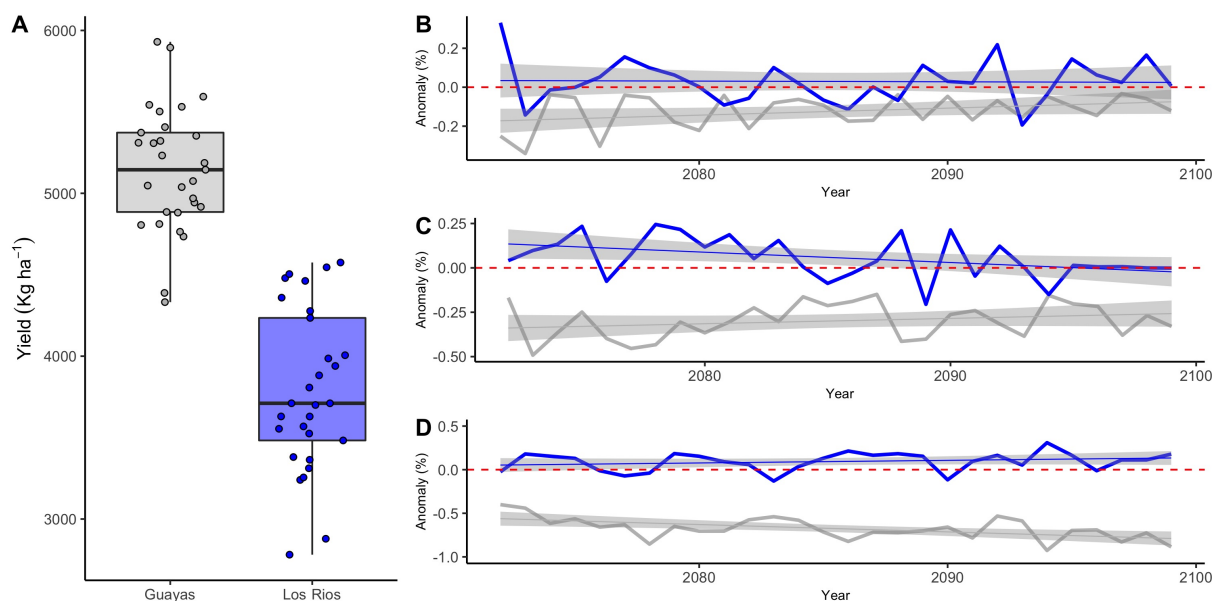 A
Yield (Kg ha⁻¹)
6000
5000
4000
3000
Guayas
Los Rios
B
Anomaly (%)
0.2
0.0
-0.2
2080
2090
2100
Year
C
Anomaly (%)
0.25
0.00
-0.25
-0.50
2080
2090
2100
Year
D
Anomaly (%)
0.5
0.0
-0.5
-1.0
2080
2090
2100
Year